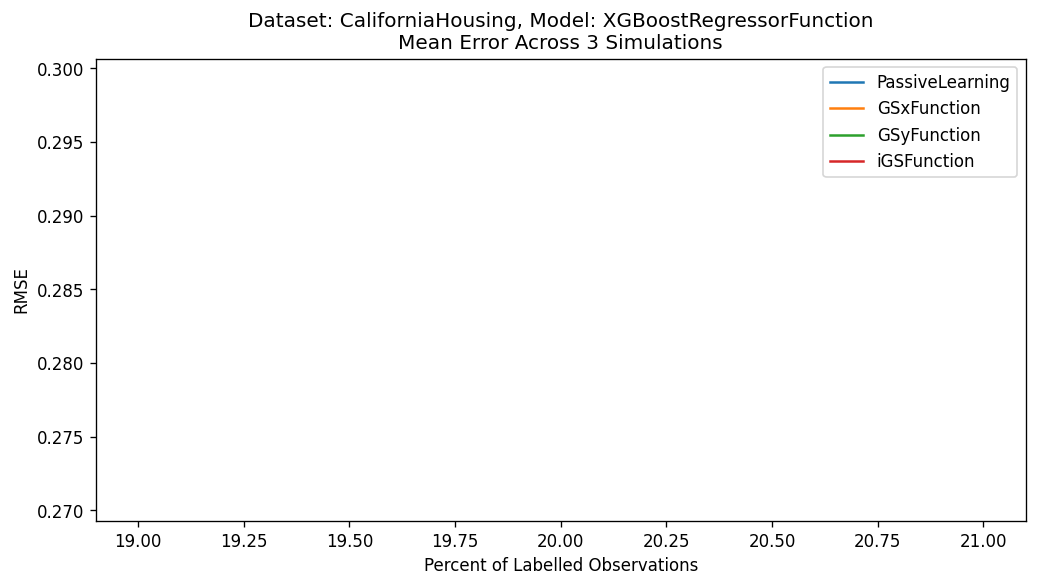 Dataset: CaliforniaHousing, Model: XGBoostRegressorFunction
Mean Error Across 3 Simulations
0.300
0.295
0.290
0.285
0.280
0.275
0.270
RMSE
PassiveLearning
GSxFunction
GSyFunction
iGSFunction
19.00 19.25 19.50 19.75 20.00 20.25 20.50 20.75 21.00
Percent of Labelled Observations